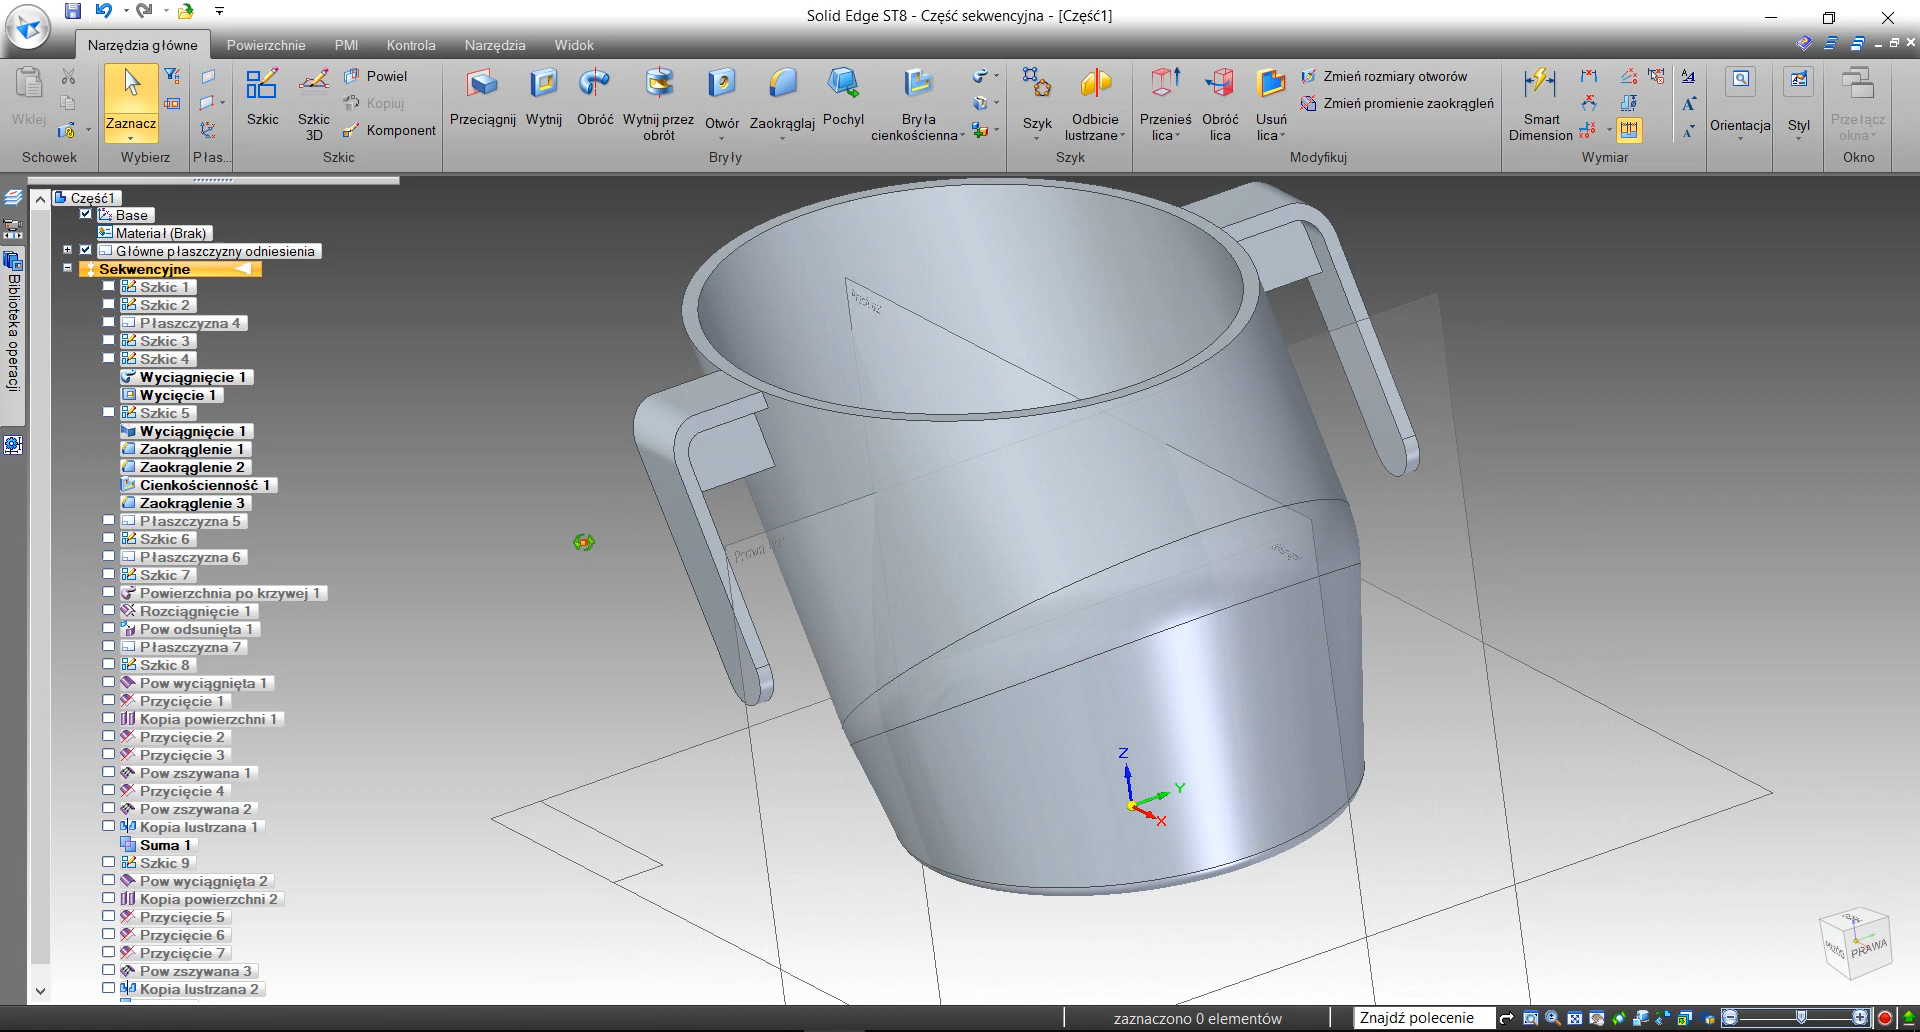 Solid Edge ST8 - Część sekwencyjna - [Część1]
Narzędzia główne
Powierzchnie
PMI
Kontrola
Narzędzia
Widok
Wklej
Schowek
Zaznacz
Wybierz
Płas...
Szkic
Szkic 3D
Powiel
Kopiuj
Komponent
Szkic
Przeciągnij
Wytnij
Obróć
Wytnij przez obrót
Otwór
Zaokrąglaj
Pochyl
Bryła cienkościenna
Bryły
Szyk
Odbicie lustrzane
Szyk
Przenieś lica
Obróć lica
Usuń lica
Zmień rozmiary otworów
Zmień promienie zaokrągleń
Modyfikuj
Smart Dimension
Wymiar
Orientacja
Styl
Przełącz okna
Okno
Biblioteka operacji
Część1
Base
Materiał (Brak)
Główne płaszczyzny odniesienia
Sekwencyjne
Szkic 1
Szkic 2
Płaszczyzna 4
Szkic 3
Szkic 4
Wyciągnięcie 1
Wycięcie 1
Szkic 5
Wyciągnięcie 1
Zaokrąglenie 1
Zaokrąglenie 2
Cienkościenność 1
Zaokrąglenie 3
Płaszczyzna 5
Szkic 6
Płaszczyzna 6
Szkic 7
Powierzchnia po krzywej 1
Rozciągnięcie 1
Pow odsunięta 1
Płaszczyzna 7
Szkic 8
Pow wyciągnięta 1
Przycięcie 1
Kopia powierzchni 1
Przycięcie 2
Przycięcie 3
Pow zszywana 1
Przycięcie 4
Pow zszywana 2
Kopia lustrzana 1
Suma 1
Szkic 9
Pow wyciągnięta 2
Kopia powierzchni 2
Przycięcie 5
Przycięcie 6
Przycięcie 7
Pow zszywana 3
Kopia lustrzana 2
Prawa
Z
Y
X
PRAWA
zaznaczono 0 elementów
Znajdź polecenie